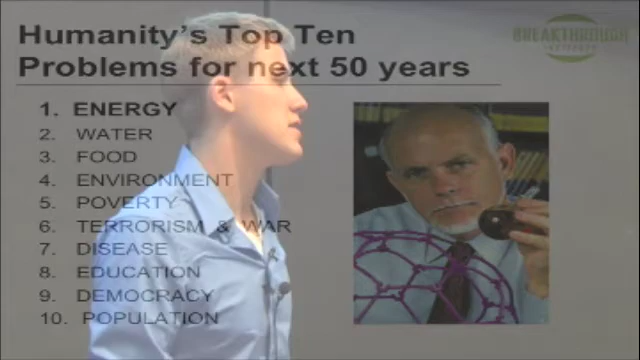 Humanity's Top Ten
Problems for next 50 years
BREAKTHROUGH
INSTITUTE
1. ENERGY
2. WATER
3. FOOD
4. ENVIRONMENT
5. POVERTY
6. TERRORISM & WAR
7. DISEASE
8. EDUCATION
9. DEMOCRACY
10. POPULATION